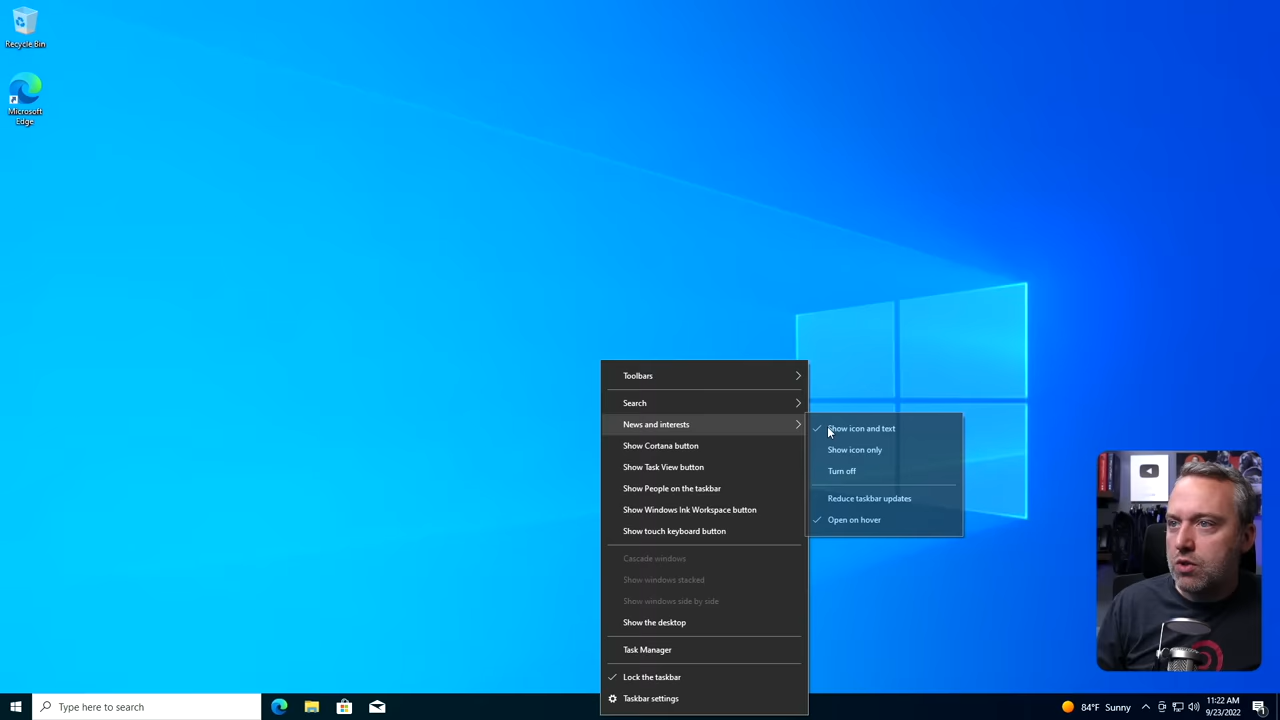 Recycle Bin
Microsoft
Edge
Toolbars
Search
News and interests
Show Cortana button
Show Task View button
Show People on the taskbar
Show Windows Ink Workspace button
Show touch keyboard button
Cascade windows
Show windows stacked
Show windows side by side
Show the desktop
Task Manager
Lock the taskbar
Taskbar settings
Show icon and text
Show icon only
Turn off
Reduce taskbar updates
Open on hover
Type here to search
84°F Sunny
11:22 AM
9/23/2022
1